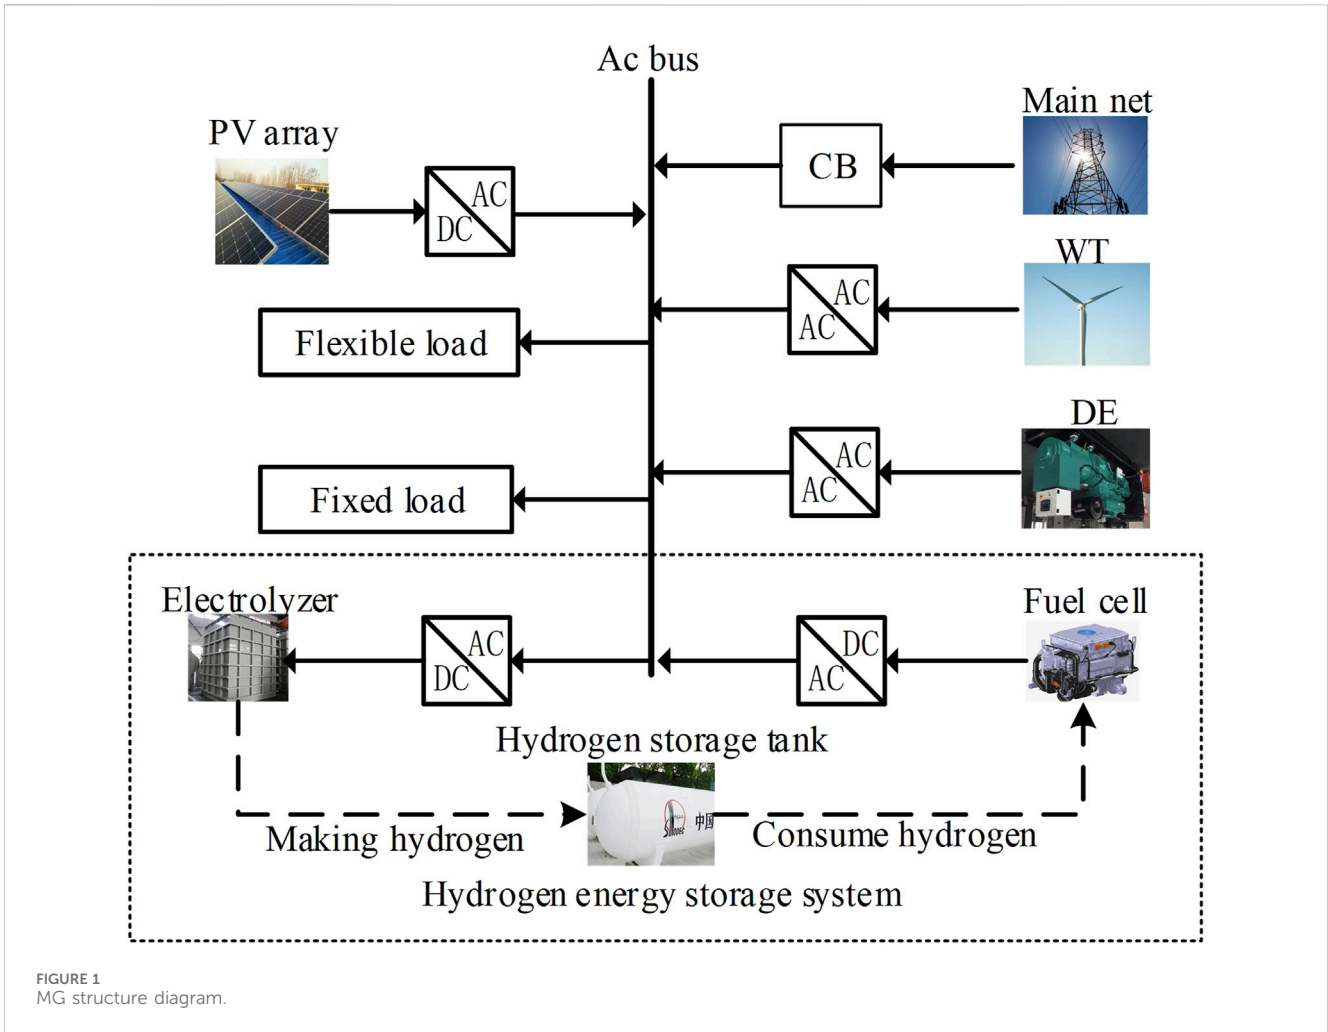 Ac bus
Main net
PV array
CB
AC
DC
WT
AC
AC
Flexible load
DE
AC
AC
Fixed load
Electrolyzer
Fuel cell
AC
DC
DC
AC
Hydrogen storage tank
中国
Making hydrogen
Consume hydrogen
Hydrogen energy storage system
FIGURE 1
MG structure diagram.